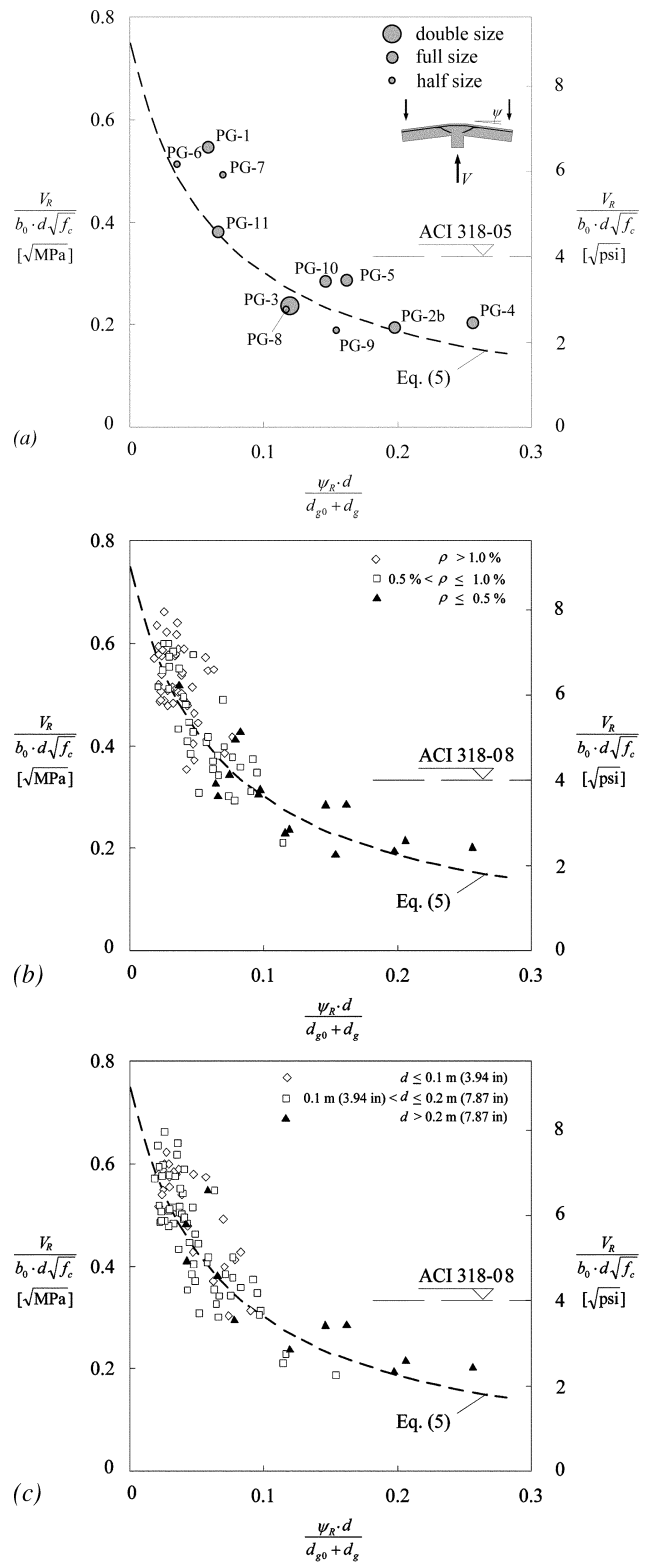 0.8
double size
full size
half size
8
ψ
V
PG-1
PG-6
PG-7
0.6
6
V_R / b_0 · d√f_c
[√MPa]
V_R / b_0 · d√f_c
[√psi]
0.4
PG-11
ACI 318-05
4
PG-10
PG-5
PG-3
PG-2b
PG-4
0.2
PG-8
PG-9
2
Eq. (5)
0
0
(a)
0
0.1
0.2
0.3
ψ_R · d / d_g0 + d_g
0.8
ρ > 1.0 %
0.5 % < ρ ≤ 1.0 %
ρ ≤ 0.5 %
8
0.6
6
V_R / b_0 · d√f_c
[√MPa]
V_R / b_0 · d√f_c
[√psi]
0.4
ACI 318-08
4
0.2
2
Eq. (5)
0
0
(b)
0
0.1
0.2
0.3
ψ_R · d / d_g0 + d_g
0.8
d ≤ 0.1 m (3.94 in)
0.1 m (3.94 in) < d ≤ 0.2 m (7.87 in)
d > 0.2 m (7.87 in)
8
0.6
6
V_R / b_0 · d√f_c
[√MPa]
V_R / b_0 · d√f_c
[√psi]
0.4
ACI 318-08
4
0.2
2
Eq. (5)
0
0
(c)
0
0.1
0.2
0.3
ψ_R · d / d_g0 + d_g